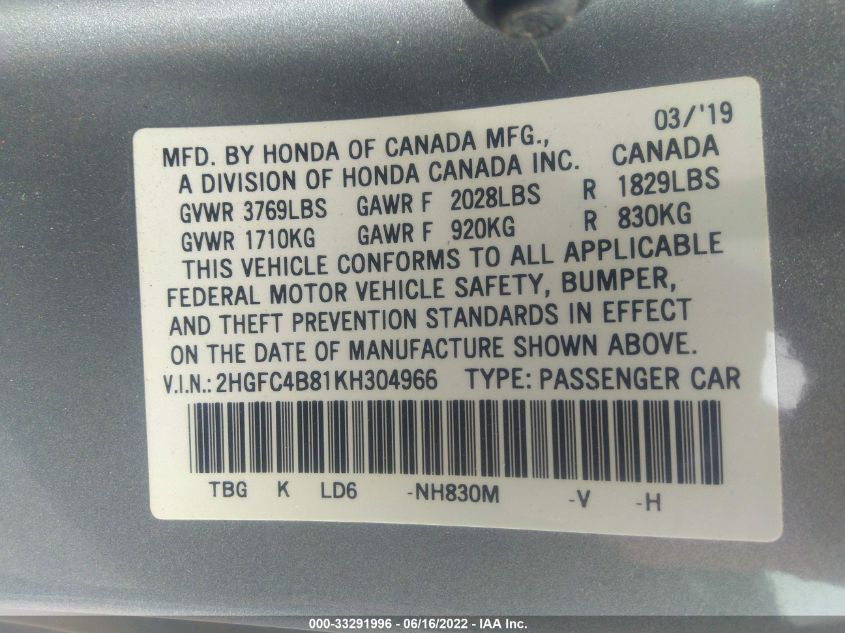 03/'19
MFD. BY HONDA OF CANADA MFG.,
A DIVISION OF HONDA CANADA INC. CANADA
GVWR 3769LBS GAWR F 2028LBS R 1829LBS
GVWR 1710KG GAWR F 920KG R 830KG
THIS VEHICLE CONFORMS TO ALL APPLICABLE
FEDERAL MOTOR VEHICLE SAFETY, BUMPER,
AND THEFT PREVENTION STANDARDS IN EFFECT
ON THE DATE OF MANUFACTURE SHOWN ABOVE.
V.I.N.: 2HGFC4B81KH304966 TYPE: PASSENGER CAR
TBG K LD6 -NH830M -V -H
000-33291996 - 06/16/2022 - IAA Inc.